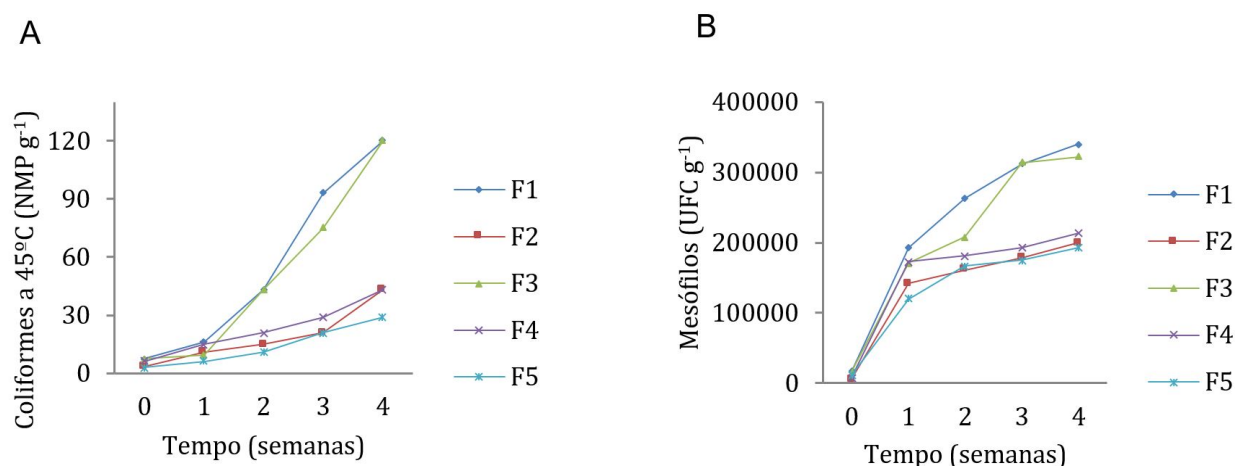 A
Coliformes a 45ºC (NMP g⁻¹)
120
90
60
30
0
0 1 2 3 4
Tempo (semanas)
F1
F2
F3
F4
F5
B
Mesófilos (UFC g⁻¹)
400000
300000
200000
100000
0
0 1 2 3 4
Tempo (semanas)
F1
F2
F3
F4
F5